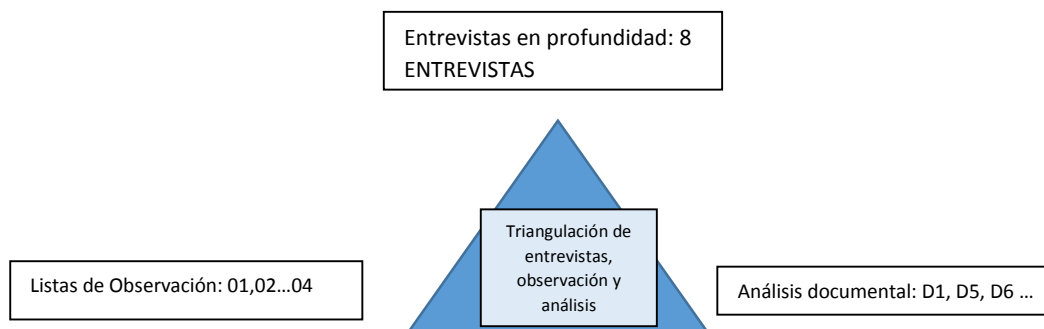 Entrevistas en profundidad: 8
ENTREVISTAS
Triangulación de
entrevistas,
observación y
análisis
Listas de Observación: 01,02...04
Análisis documental: D1, D5, D6 ...